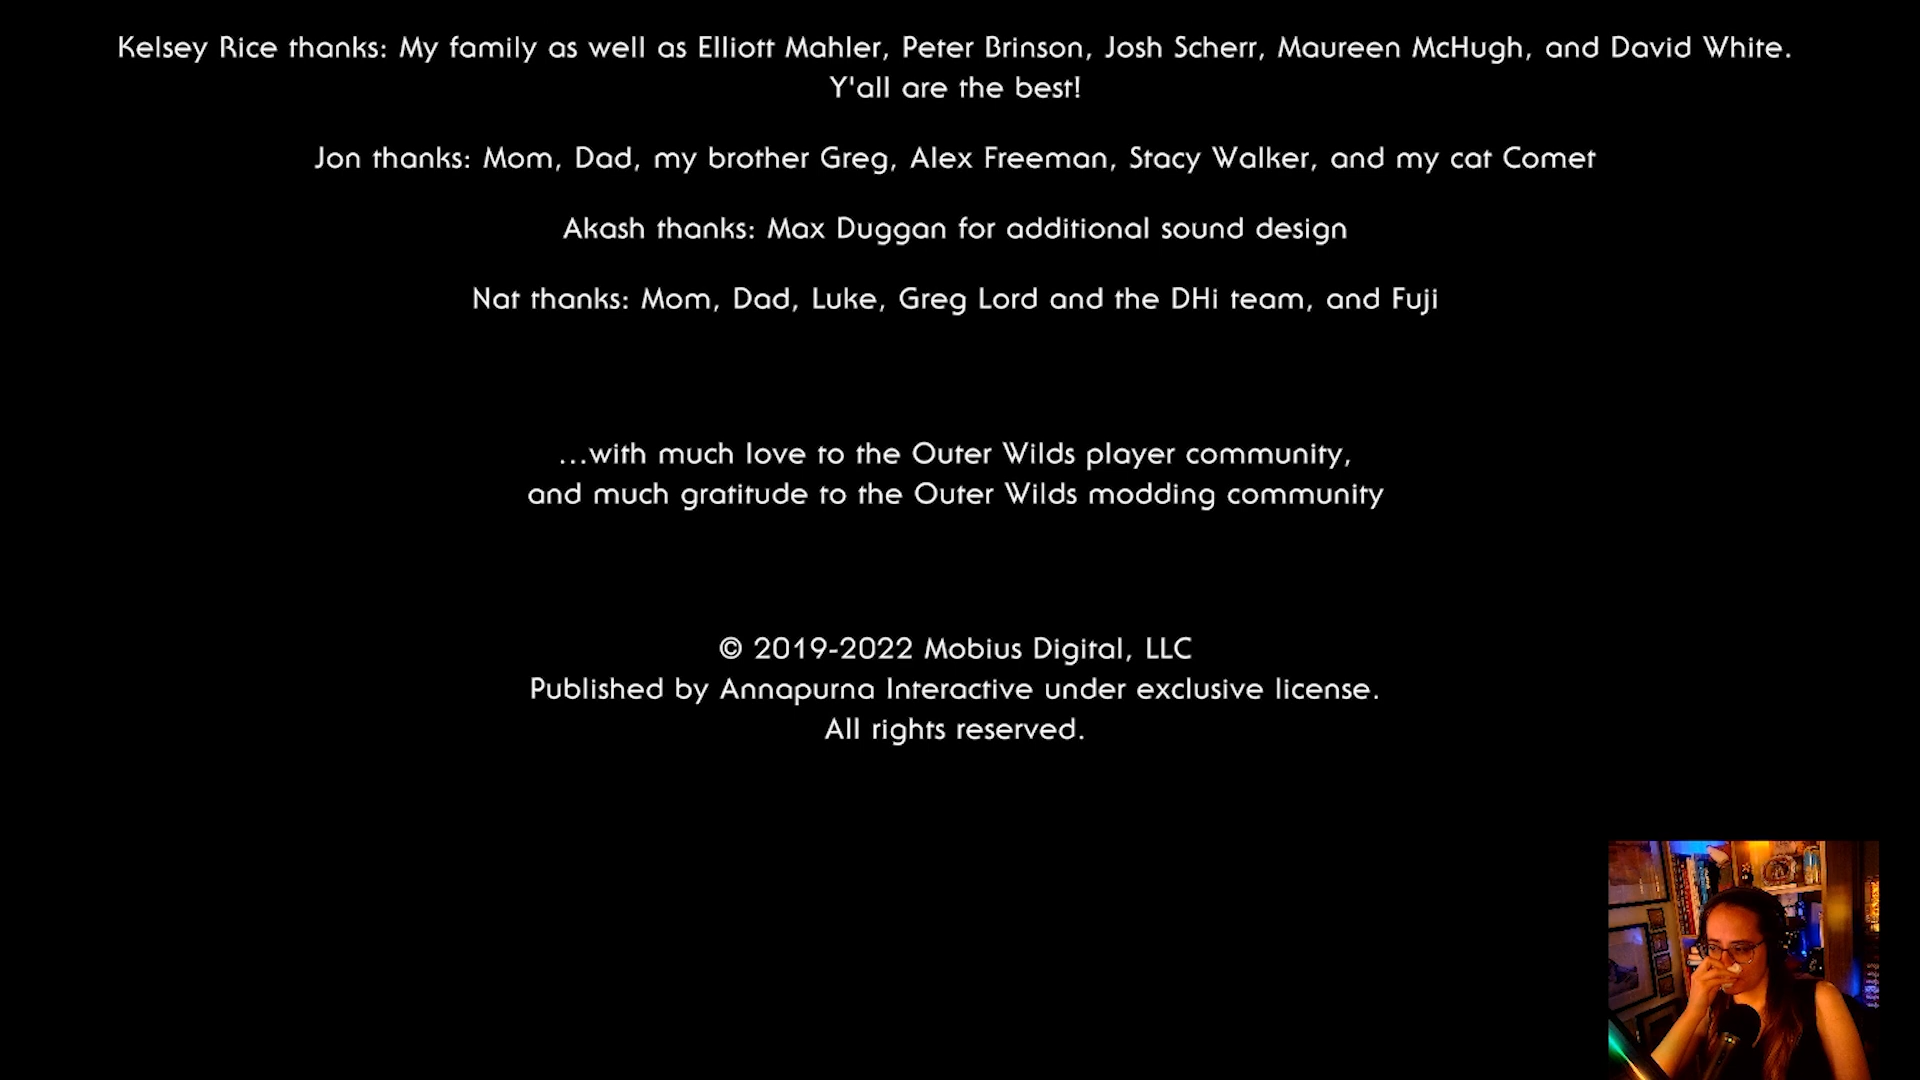 Kelsey Rice thanks: My family as well as Elliott Mahler, Peter Brinson, Josh Scherr, Maureen McHugh, and David White.
Y'all are the best!
Jon thanks: Mom, Dad, my brother Greg, Alex Freeman, Stacy Walker, and my cat Comet
Akash thanks: Max Duggan for additional sound design
Nat thanks: Mom, Dad, Luke, Greg Lord and the DHi team, and Fuji
...with much love to the Outer Wilds player community,
and much gratitude to the Outer Wilds modding community
© 2019-2022 Mobius Digital, LLC
Published by Annapurna Interactive under exclusive license.
All rights reserved.